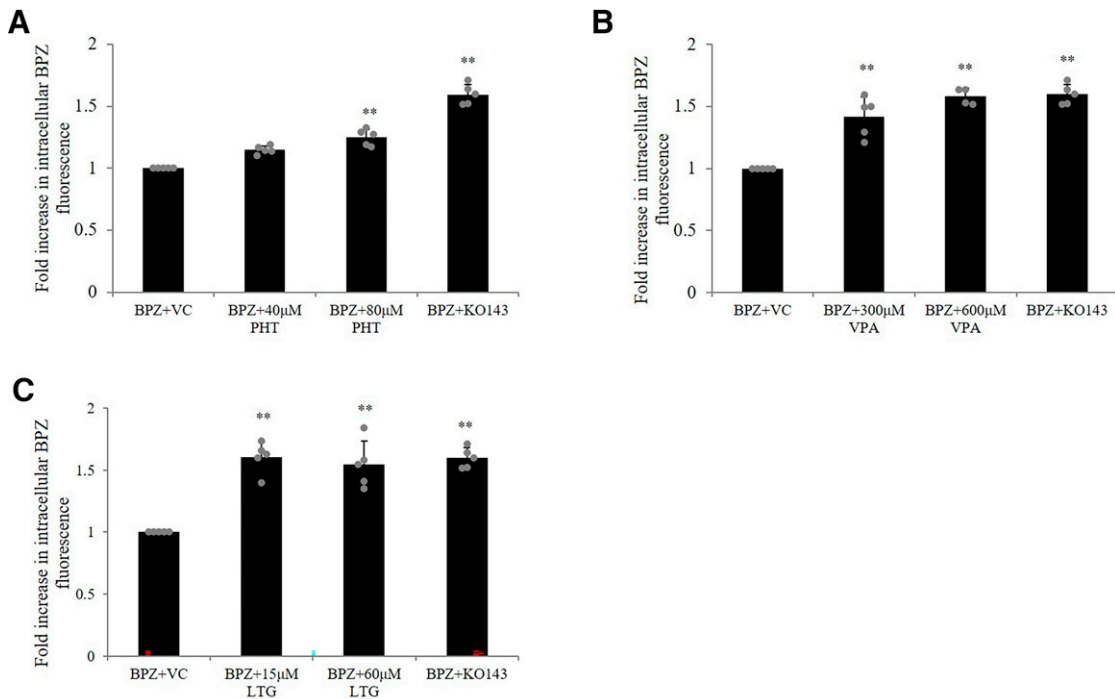 A
Fold increase in intracellular BPZ
fluorescence
2
1.5
1
0.5
0
**
**
BPZ+VC
BPZ+40μM
PHT
BPZ+80μM
PHT
BPZ+KO143
B
Fold increase in intracellular BPZ
fluorescence
2
1.5
1
0.5
0
**
**
**
BPZ+VC
BPZ+300μM
VPA
BPZ+600μM
VPA
BPZ+KO143
C
Fold increase in intracellular BPZ
fluorescence
2
1.5
1
0.5
0
**
**
**
BPZ+VC
BPZ+15μM
LTG
BPZ+60μM
LTG
BPZ+KO143